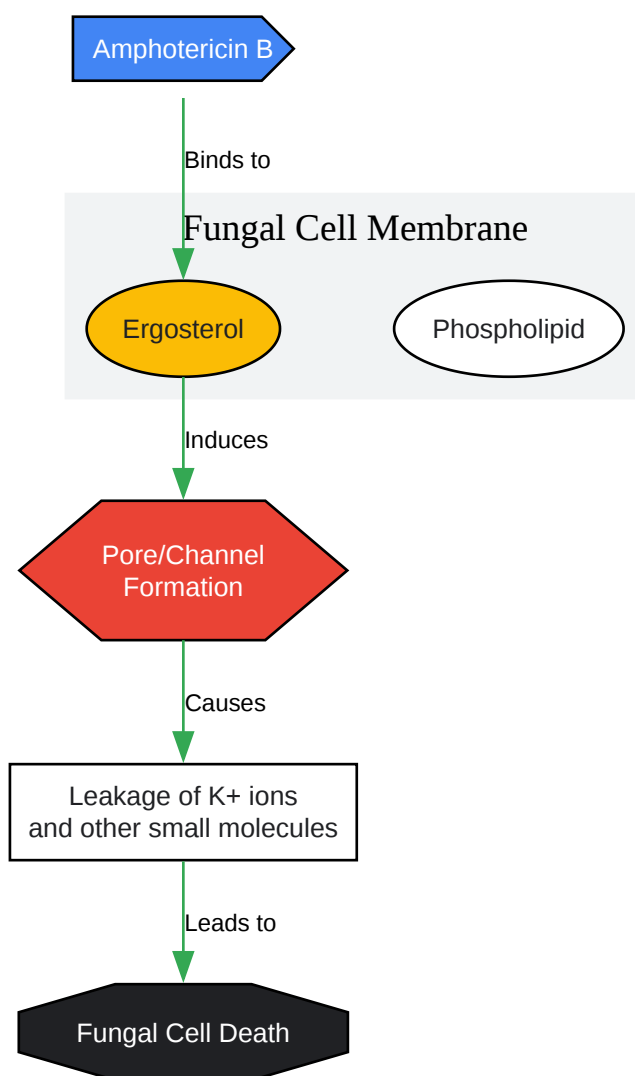 Amphotericin B
Binds to
Fungal Cell Membrane
Ergosterol
Phospholipid
Induces
Pore/Channel
Formation
Causes
Leakage of K+ ions
and other small molecules
Leads to
Fungal Cell Death